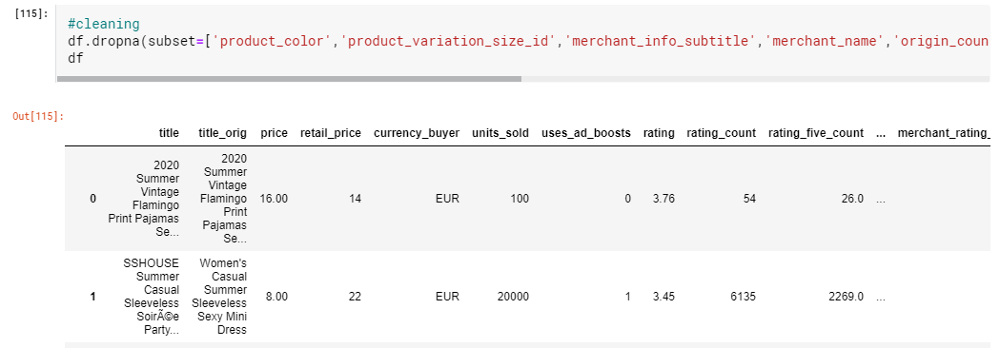 [115]:
#cleaning
df.dropna(subset=['product_color','product_variation_size_id','merchant_info_subtitle','merchant_name','origin_coun
df
Out[115]:
title title_orig price retail_price currency_buyer units_sold uses_ad_boosts rating rating_count rating_five_count ... merchant_rating_
0 2020 Summer Vintage Flamingo Print Pajamas Se... 2020 Summer Vintage Flamingo Print Pajamas Se... 16.00 14 EUR 100 0 3.76 54 26.0 ...
1 SSHOUSE Summer Casual Sleeveless SoirÃ©e Party... Women's Casual Summer Sleeveless Sexy Mini Dress 8.00 22 EUR 20000 1 3.45 6135 2269.0 ...